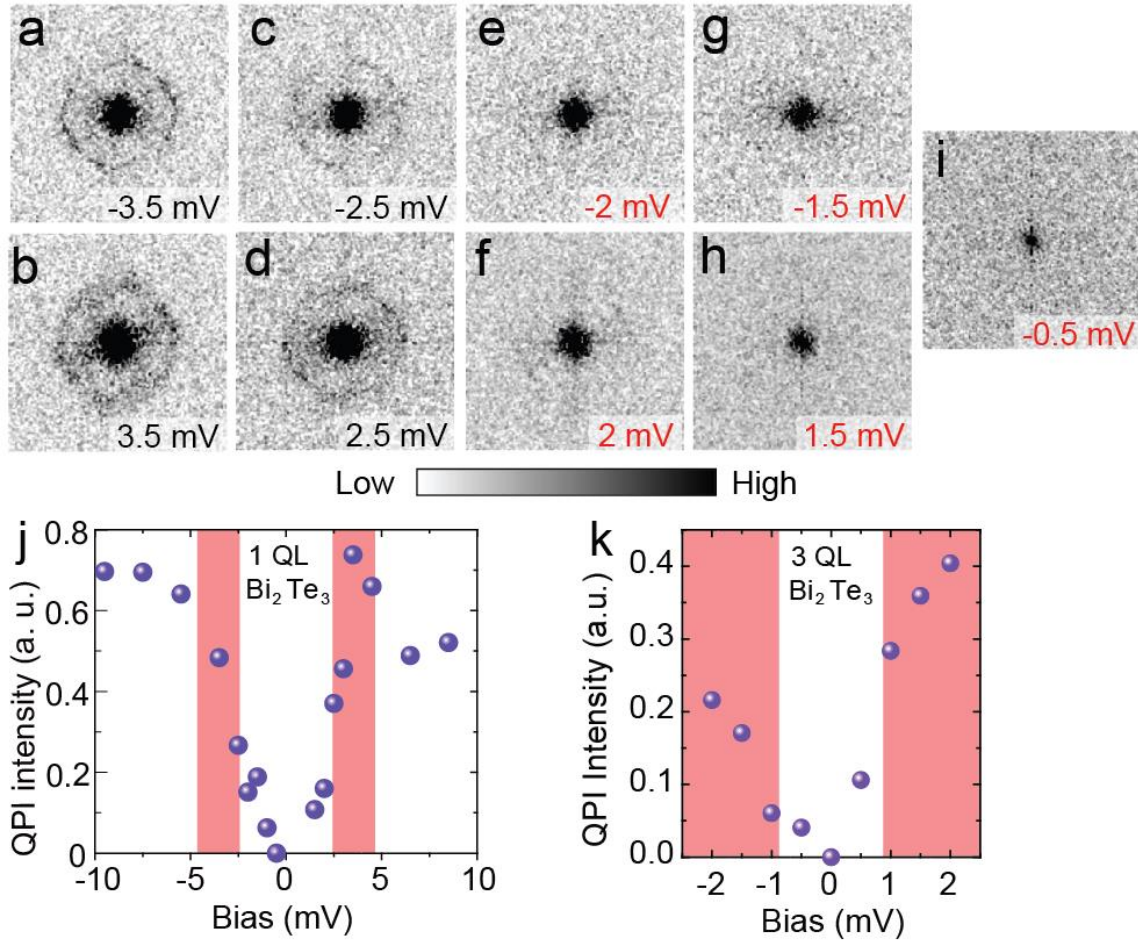 a
-3.5 mV
c
-2.5 mV
e
-2 mV
g
-1.5 mV
i
-0.5 mV
b
3.5 mV
d
2.5 mV
f
2 mV
h
1.5 mV
Low High
j
1 QL
Bi₂Te₃
QPI intensity (a. u.)
0.8
0.6
0.4
0.2
0
-10 -5 0 5 10
Bias (mV)
k
3 QL
Bi₂Te₃
QPI Intensity (a.u.)
0.4
0.3
0.2
0.1
0.0
-2 -1 0 1 2
Bias (mV)